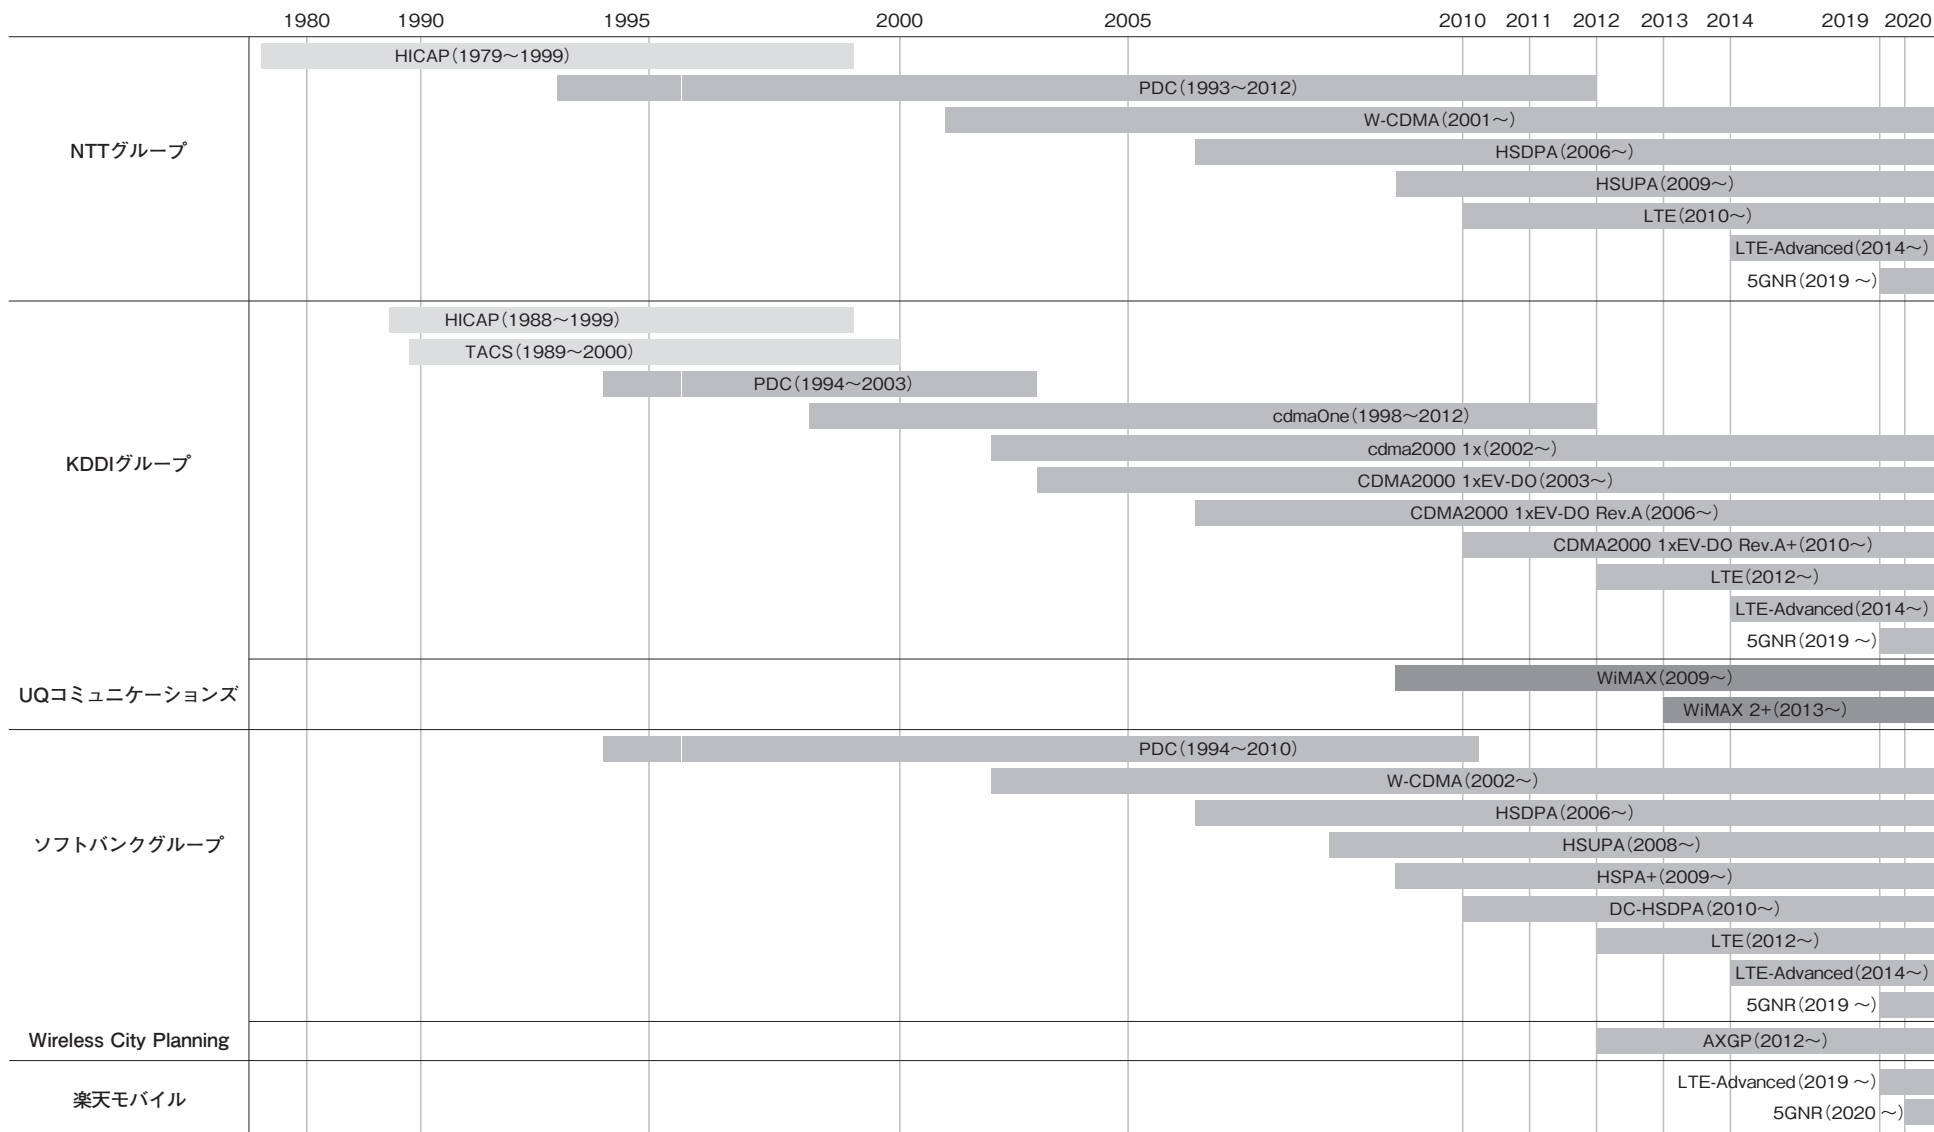 1980 1990 1995 2000 2005 2010 2011 2012 2013 2014 2019 2020
NTTグループ
HICAP(1979〜1999)
PDC(1993〜2012)
W-CDMA(2001〜)
HSDPA(2006〜)
HSUPA(2009〜)
LTE(2010〜)
LTE-Advanced(2014〜)
5GNR(2019 〜)
KDDIグループ
HICAP(1988〜1999)
TACS(1989〜2000)
PDC(1994〜2003)
cdmaOne(1998〜2012)
cdma2000 1x(2002〜)
CDMA2000 1xEV-DO(2003〜)
CDMA2000 1xEV-DO Rev.A(2006〜)
CDMA2000 1xEV-DO Rev.A+(2010〜)
LTE(2012〜)
LTE-Advanced(2014〜)
5GNR(2019 〜)
UQコミュニケーションズ
WiMAX(2009〜)
WiMAX 2+(2013〜)
ソフトバンクグループ
PDC(1994〜2010)
W-CDMA(2002〜)
HSDPA(2006〜)
HSUPA(2008〜)
HSPA+(2009〜)
DC-HSDPA(2010〜)
LTE(2012〜)
LTE-Advanced(2014〜)
5GNR(2019 〜)
Wireless City Planning
AXGP(2012〜)
楽天モバイル
LTE-Advanced(2019 〜)
5GNR(2020 〜)